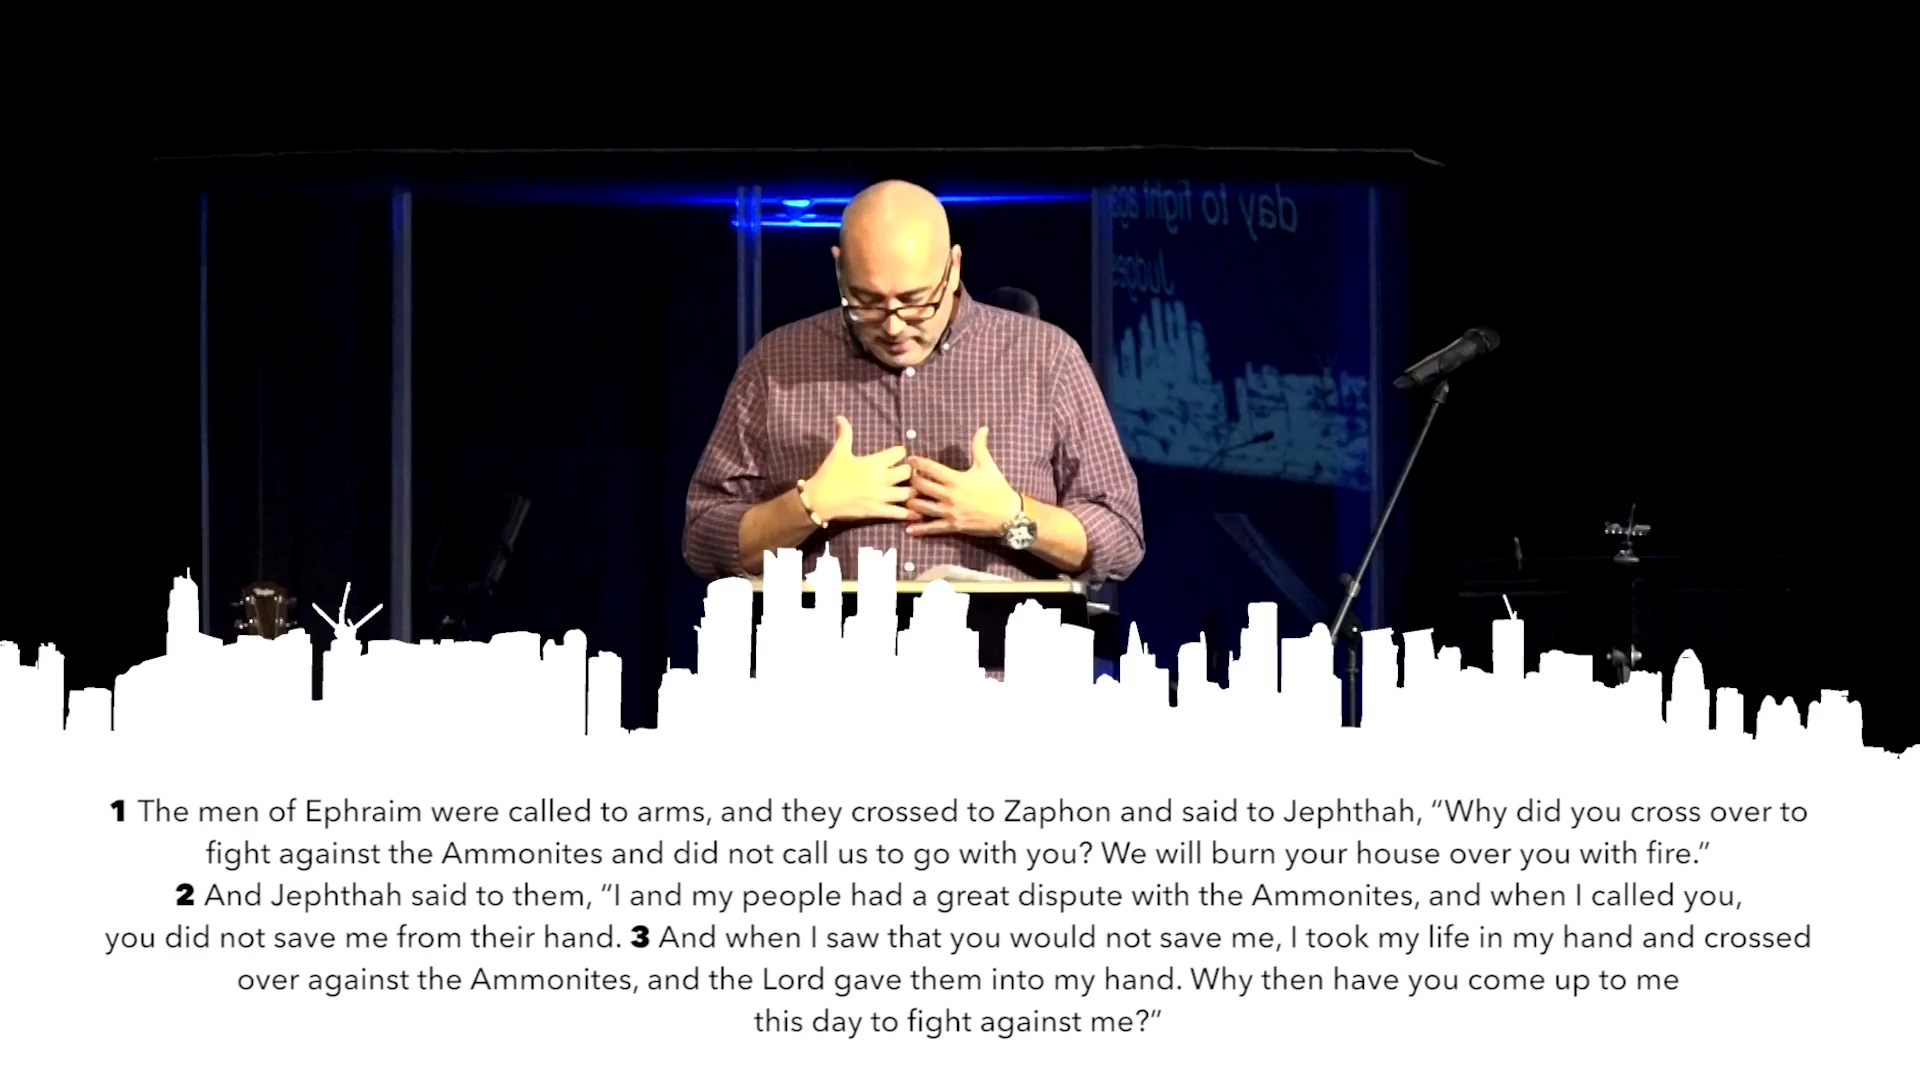 day to fight
Judge
1 The men of Ephraim were called to arms, and they crossed to Zaphon and said to Jephthah, “Why did you cross over to
fight against the Ammonites and did not call us to go with you? We will burn your house over you with fire.”
2 And Jephthah said to them, “I and my people had a great dispute with the Ammonites, and when I called you,
you did not save me from their hand. 3 And when I saw that you would not save me, I took my life in my hand and crossed
over against the Ammonites, and the Lord gave them into my hand. Why then have you come up to me
this day to fight against me?”